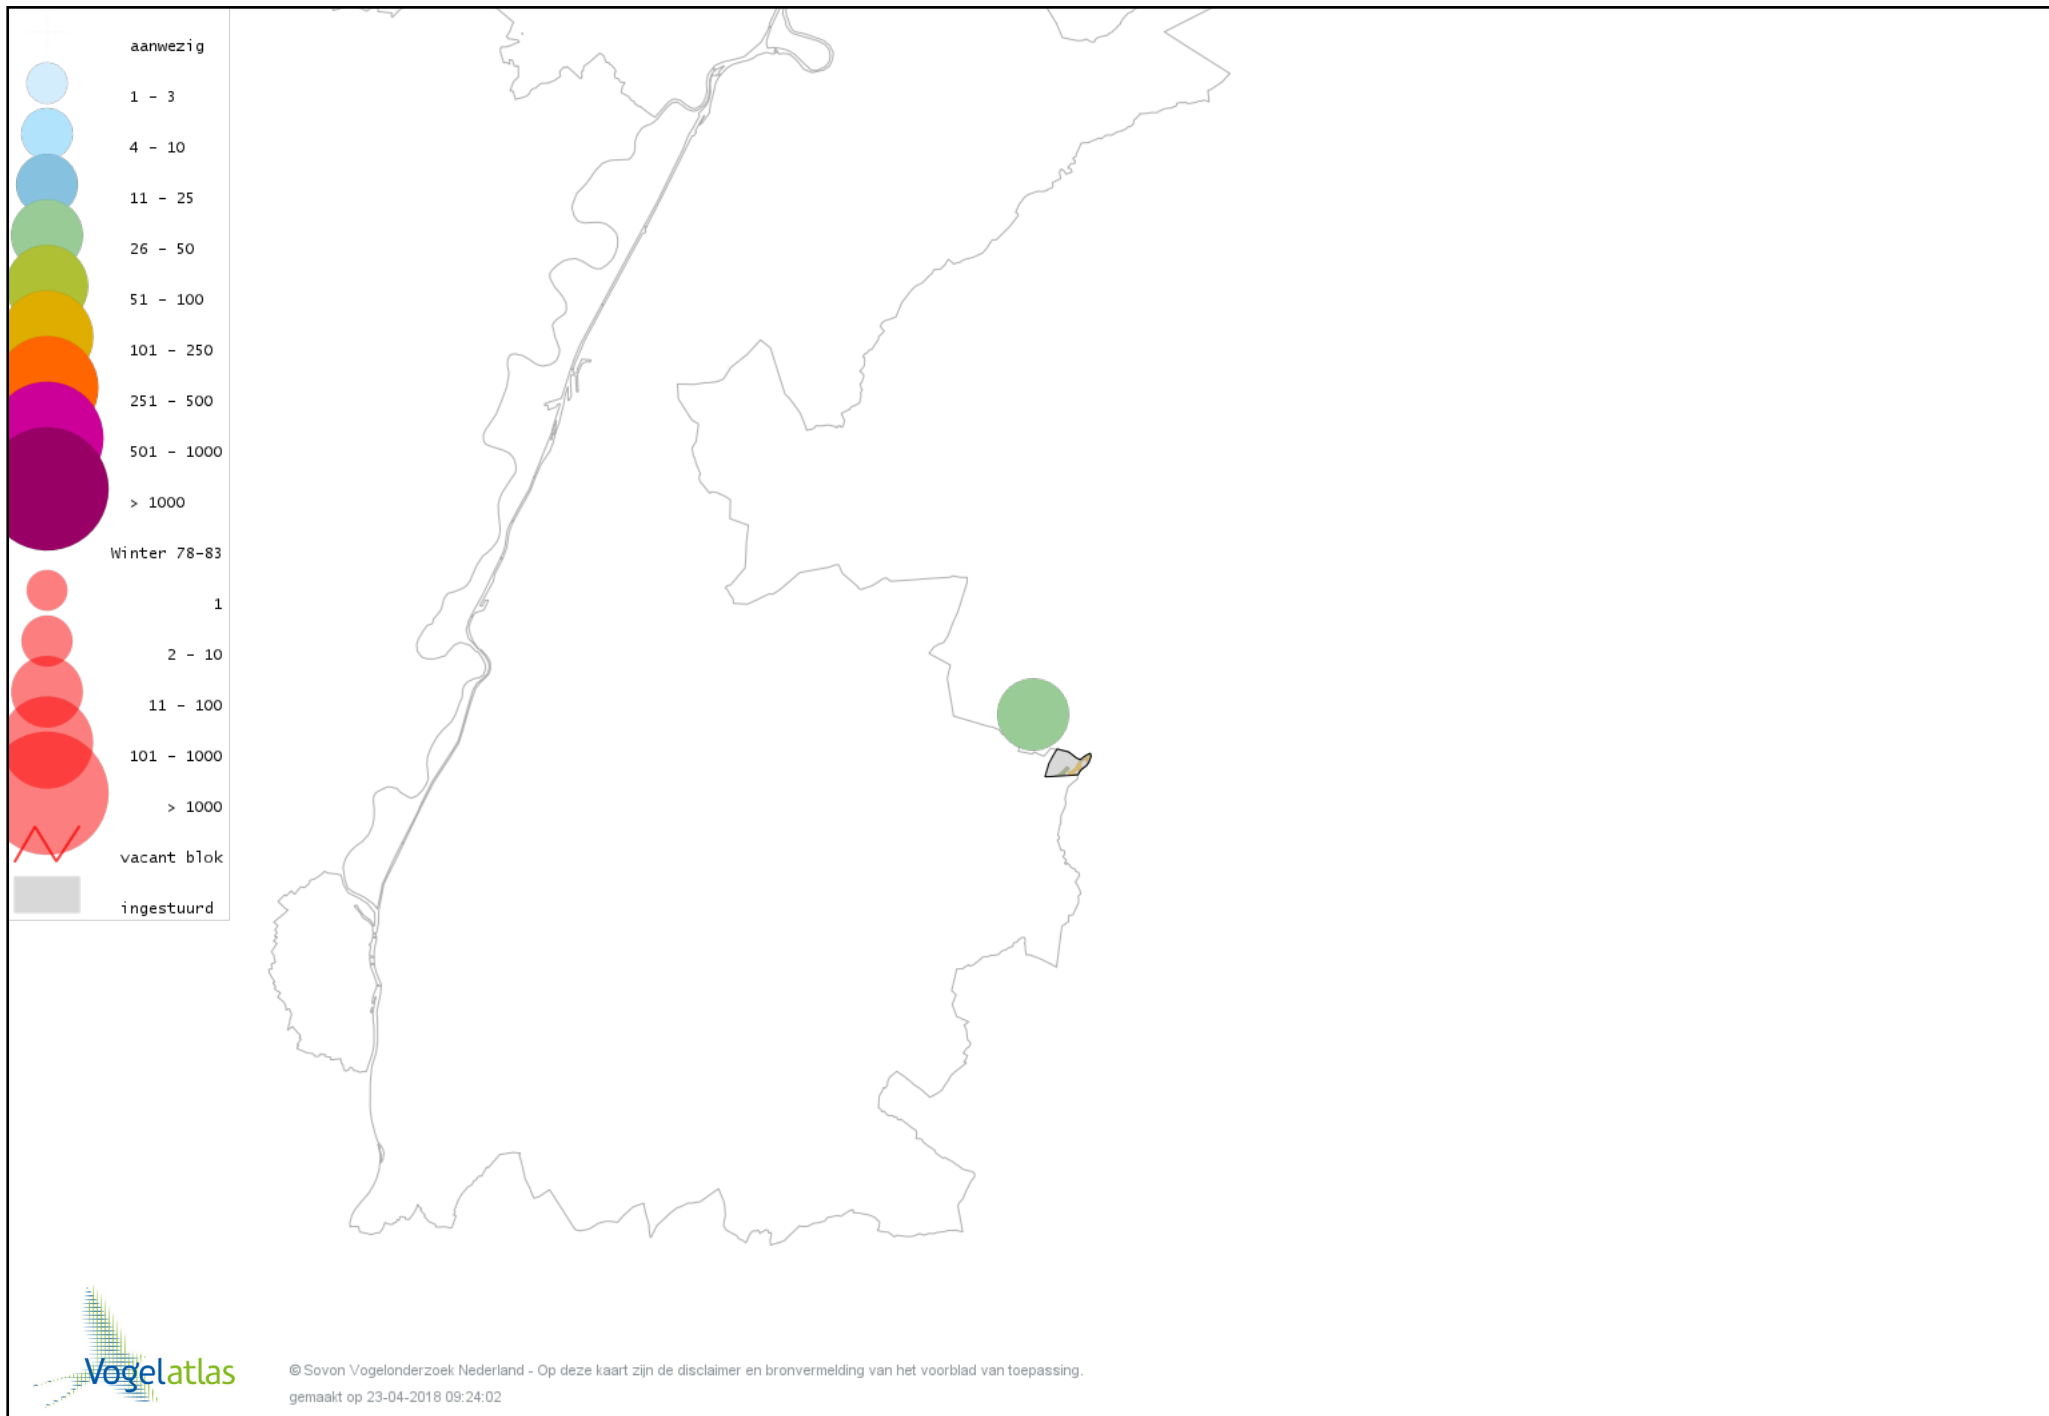 aanwezig
1 - 3
4 - 10
11 - 25
26 - 50
51 - 100
101 - 250
251 - 500
501 - 1000
> 1000
Winter 78-83
1
2 - 10
11 - 100
101 - 1000
> 1000
vacant blok
ingestuurd
Vogelatlas
© Sovon Vogelonderzoek Nederland - Op deze kaart zijn de disclaimer en bronvermelding van het voorblad van toepassing.
gemaakt op 23-04-2018 09:24:02